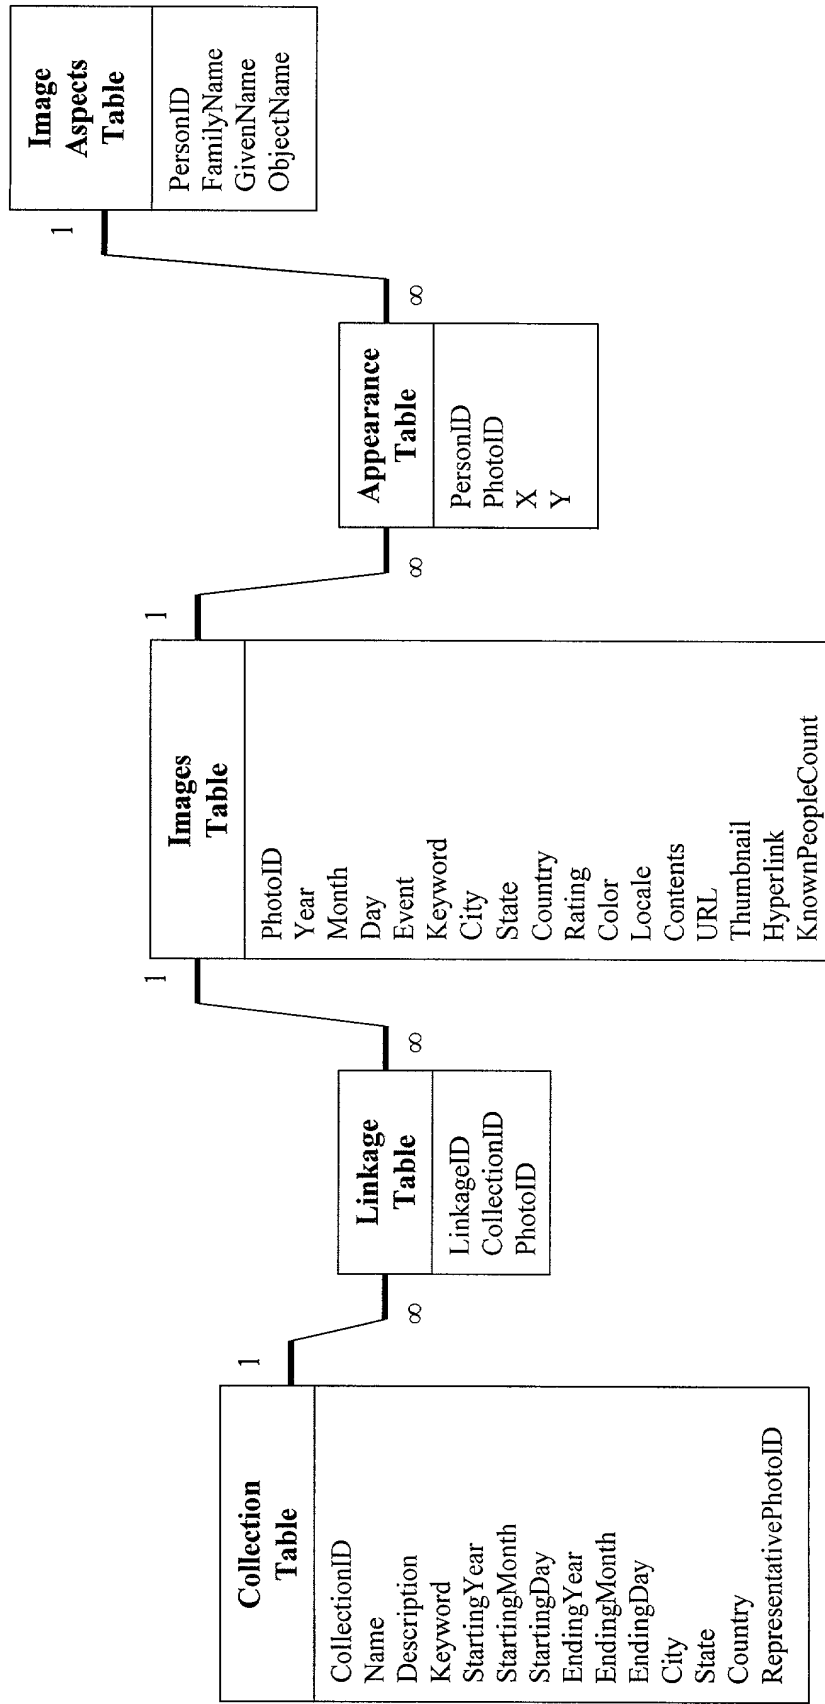 Collection
Table
CollectionID
Name
Description
Keyword
StartingYear
StartingMonth
StartingDay
EndingYear
EndingMonth
EndingDay
City
State
Country
RepresentativePhotoID
1
∞
Linkage
Table
LinkageID
CollectionID
PhotoID
∞
1
Images
Table
PhotoID
Year
Month
Day
Event
Keyword
City
State
Country
Rating
Color
Locale
Contents
URL
Thumbnail
Hyperlink
KnownPeopleCount
1
∞
Appearance
Table
PersonID
PhotoID
X
Y
∞
1
Image
Aspects
Table
PersonID
FamilyName
GivenName
ObjectName